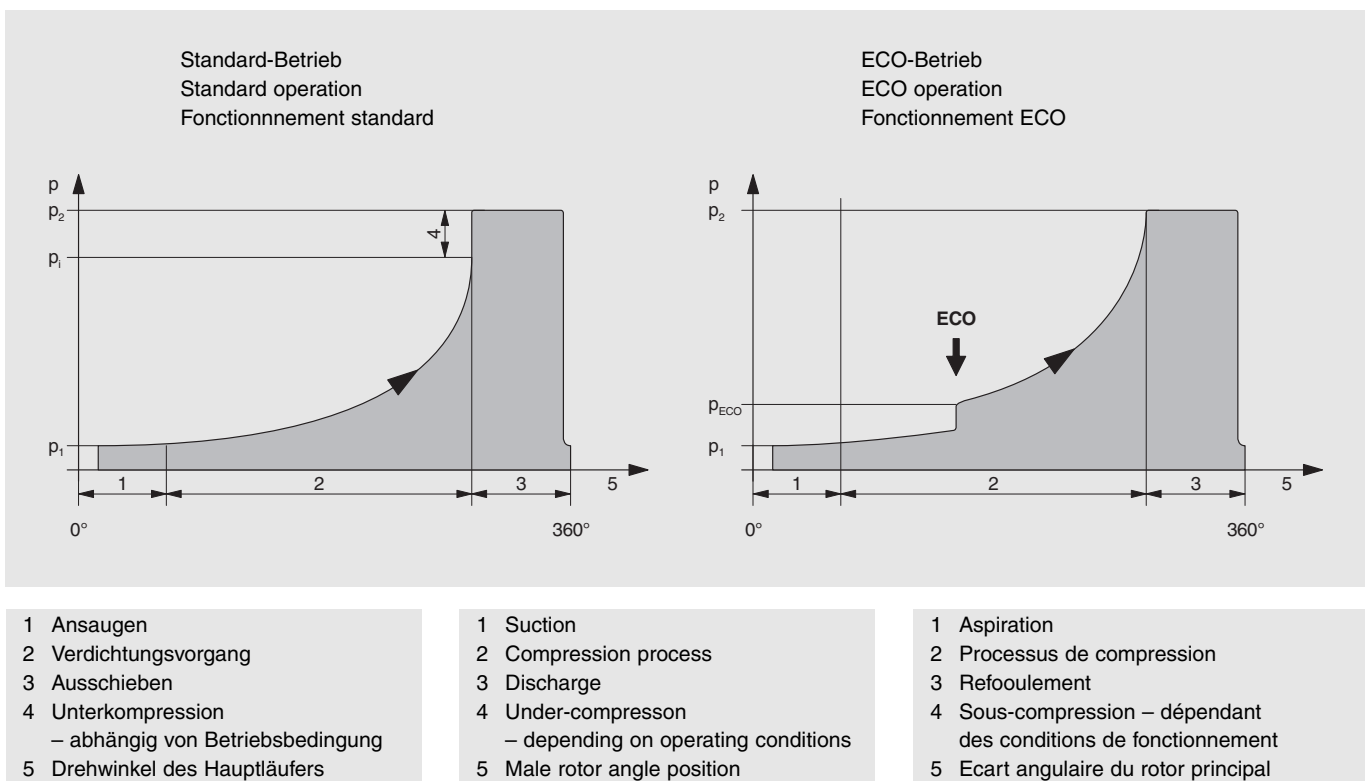 Standard-Betrieb
Standard operation
Fonctionnnement standard
p
p₂
4
pᵢ
p₁
1 2 3 5
0° 360°
ECO-Betrieb
ECO operation
Fonctionnement ECO
p
p₂
ECO
p_ECO
p₁
1 2 3 5
0° 360°
1 Ansaugen
2 Verdichtungsvorgang
3 Ausschieben
4 Unterkompression
– abhängig von Betriebsbedingung
5 Drehwinkel des Hauptläufers
1 Suction
2 Compression process
3 Discharge
4 Under-compresson
– depending on operating conditions
5 Male rotor angle position
1 Aspiration
2 Processus de compression
3 Refooulement
4 Sous-compression – dépendant
des conditions de fonctionnement
5 Ecart angulaire du rotor principal